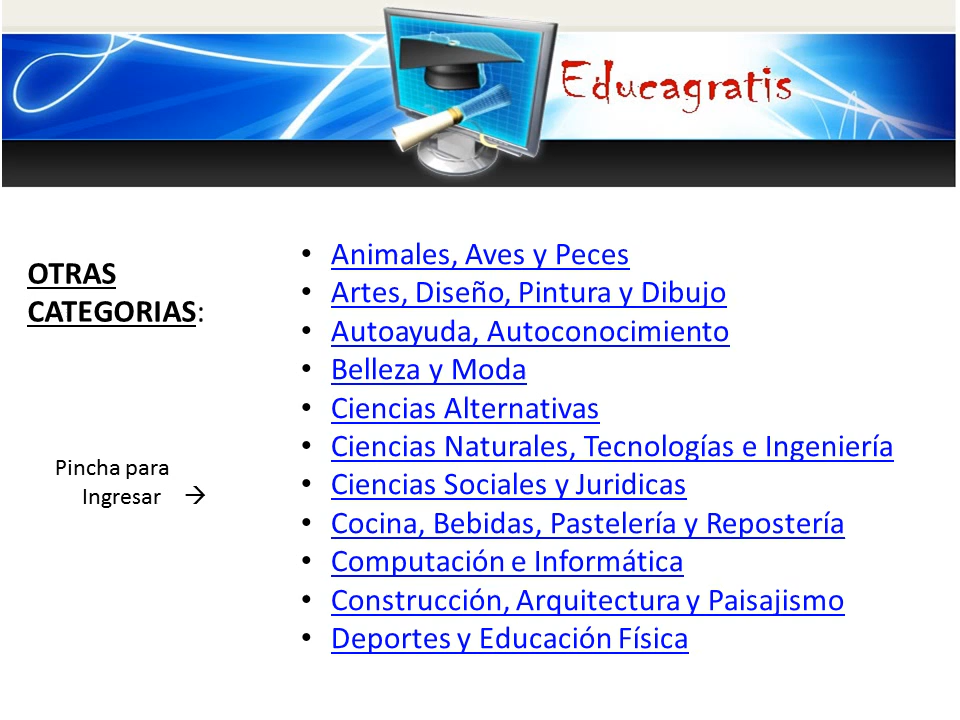 Educagratis
OTRAS
CATEGORIAS:
Pincha para
Ingresar →
• Animales, Aves y Peces
• Artes, Diseño, Pintura y Dibujo
• Autoayuda, Autoconocimiento
• Belleza y Moda
• Ciencias Alternativas
• Ciencias Naturales, Tecnologías e Ingeniería
• Ciencias Sociales y Juridicas
• Cocina, Bebidas, Pastelería y Repostería
• Computación e Informática
• Construcción, Arquitectura y Paisajismo
• Deportes y Educación Física